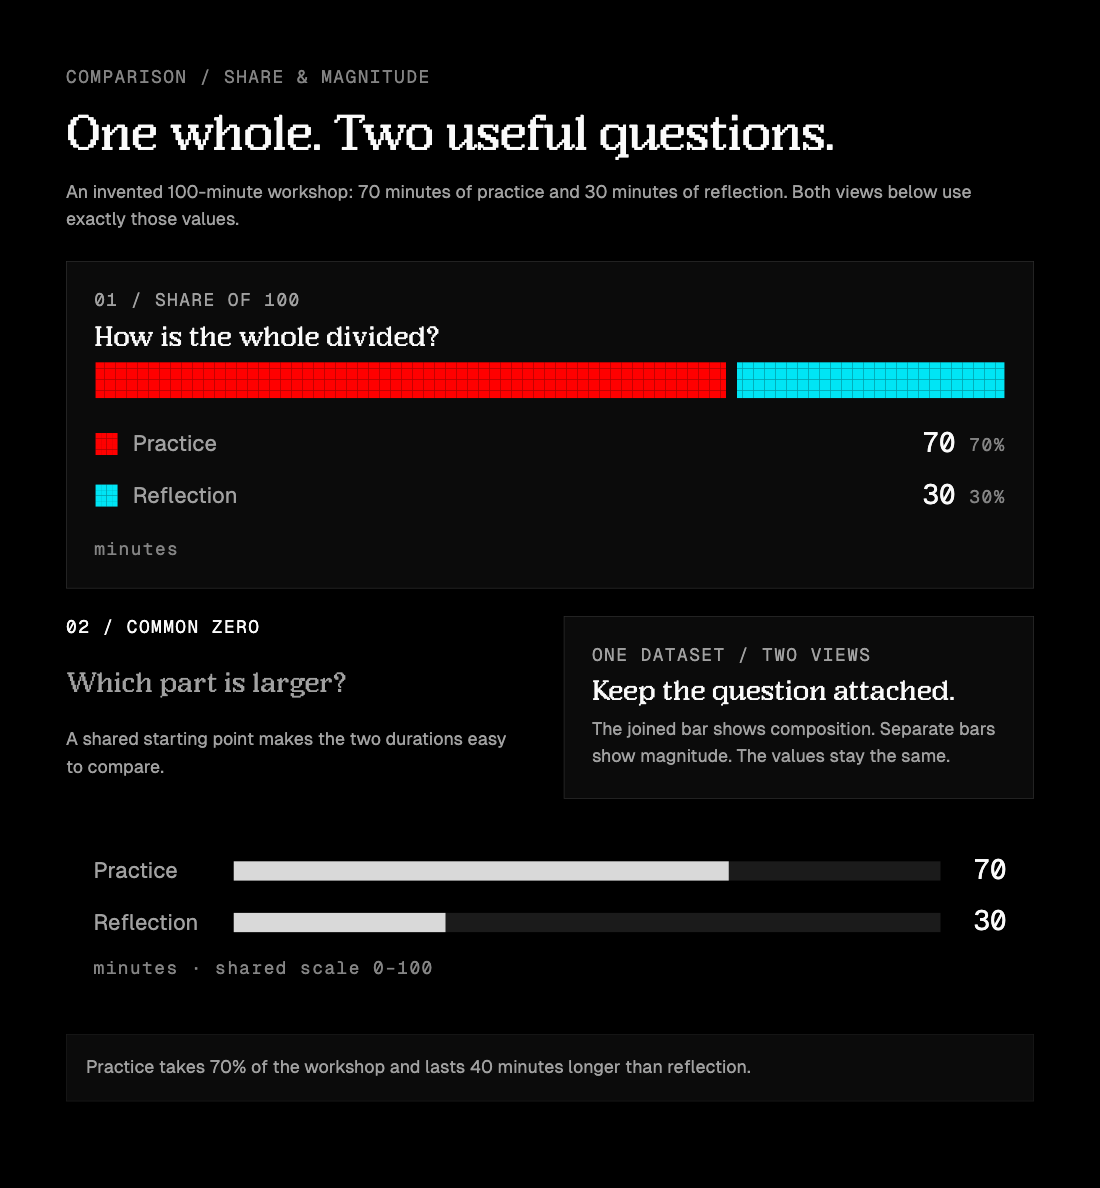 COMPARISON / SHARE & MAGNITUDE
One whole. Two useful questions.
An invented 100-minute workshop: 70 minutes of practice and 30 minutes of reflection. Both views below use
exactly those values.
01 / SHARE OF 100
How is the whole divided?
Practice 70 70%
Reflection 30 30%
minutes
02 / COMMON ZERO
Which part is larger?
A shared starting point makes the two durations easy
to compare.
ONE DATASET / TWO VIEWS
Keep the question attached.
The joined bar shows composition. Separate bars
show magnitude. The values stay the same.
Practice 70
Reflection 30
minutes · shared scale 0–100
Practice takes 70% of the workshop and lasts 40 minutes longer than reflection.